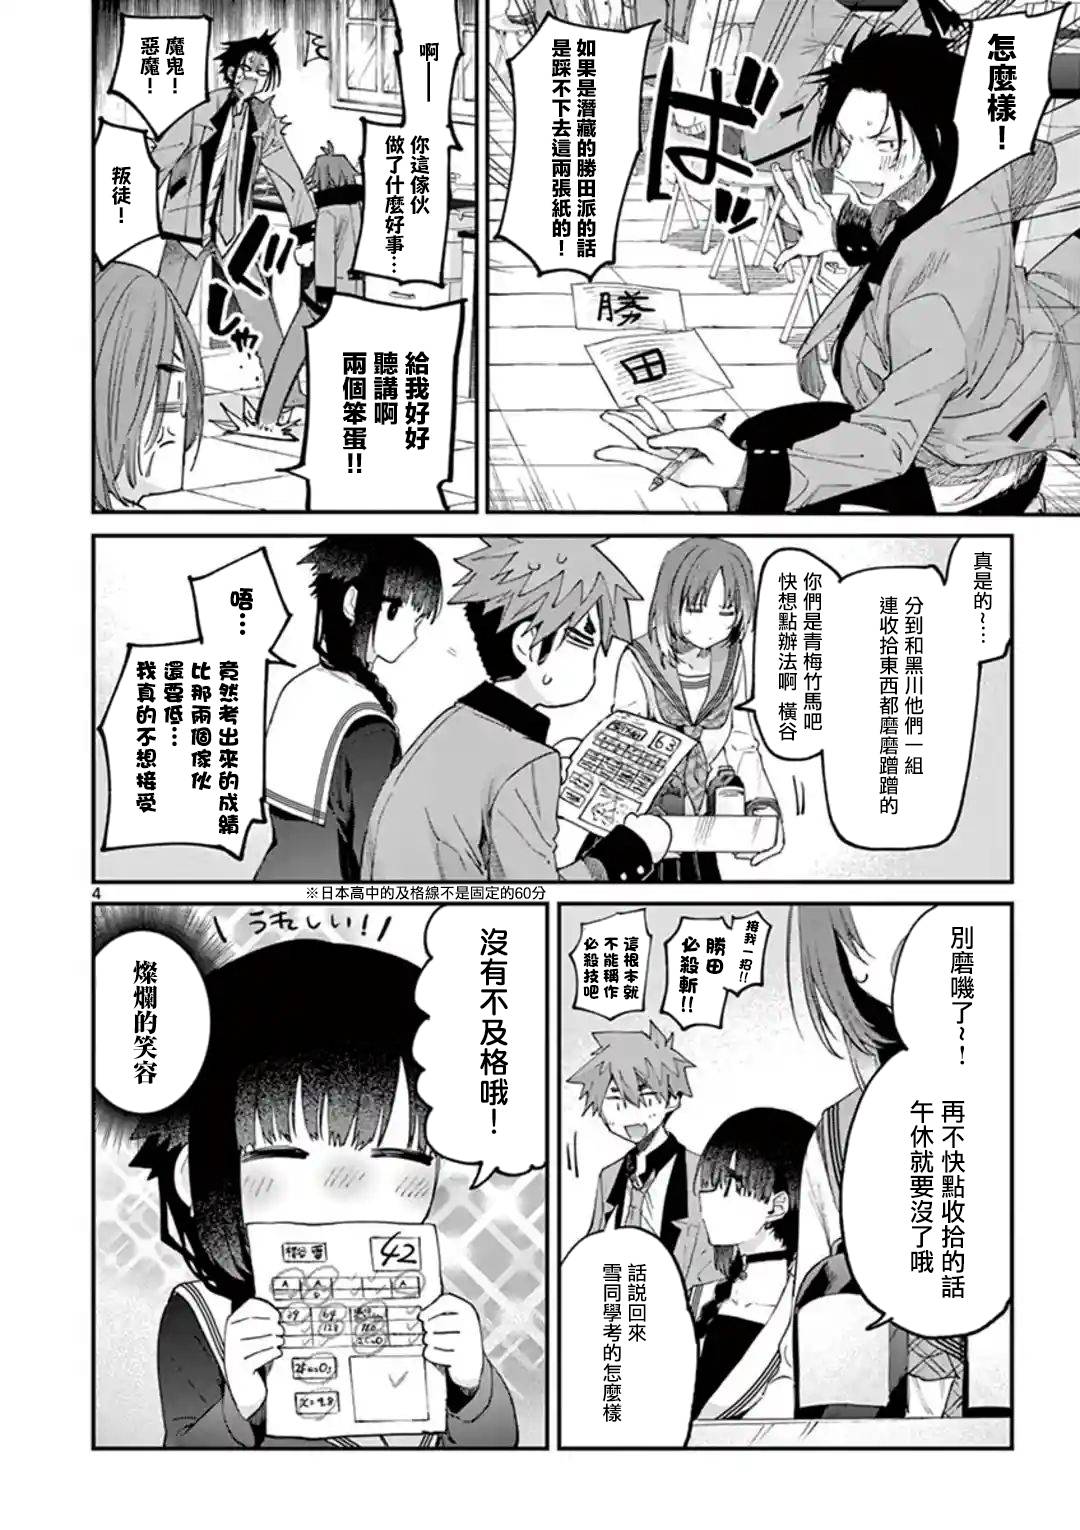 怎麼樣！
如果是潛藏的勝田派的話
是踩不下去這兩張紙的！
ばっ
勝
田
啊——
你這傢伙
做了什麼好事…
魔鬼！
惡魔！
叛徒！
ぐしゃ
給我好好
聽講啊
兩個笨蛋!!
真是的~…
分到和黑川他們一組
連收拾東西都磨磨蹭蹭的
你們是青梅竹馬吧
快想點辦法啊 橫谷
63
唔…
竟然考出來的成績
比那兩個傢伙
還要低…
我真的不想接受
※日本高中的及格線不是固定的60分
4
別磨嘰了~！
再不快點收拾的話
午休就要沒了哦
接我一招!!
勝田
必殺斬!!
這根本就
不能稱作
必殺技吧
話説回來
雪同學考的怎麼樣
沒有不及格哦！
うれしい!!
燦爛的笑容
横谷 雪
42